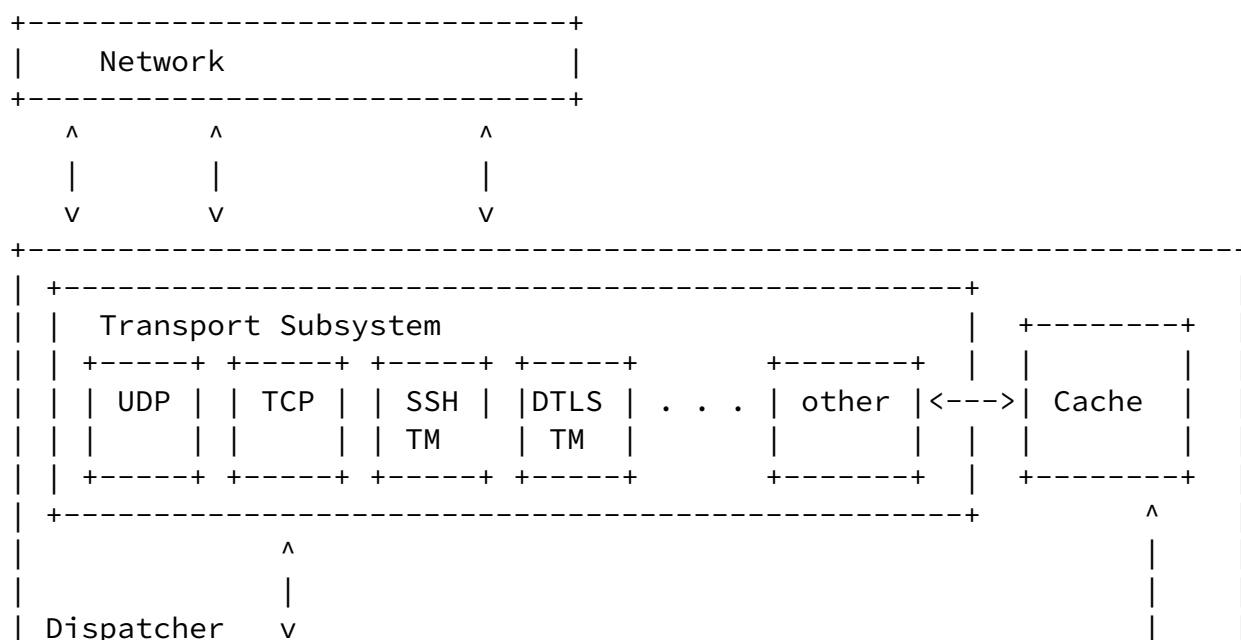 +------------------------------+
|    Network                   |
+------------------------------+
   ^       ^              ^
   |       |              |
   v       v              v
+-------------------------------------------------------------------
| +--------------------------------------------------+              |
| |  Transport Subsystem                             |  +--------+  |
| | +-----+ +-----+ +-----+ +-----+       +-------+  |  |        |  |
| | | UDP | | TCP | | SSH | |DTLS | . . . | other |<--->| Cache  |  |
| | |     | |     | | TM  | | TM  |       |       |  |  |        |  |
| | +-----+ +-----+ +-----+ +-----+       +-------+  |  +--------+  |
| +--------------------------------------------------+         ^    |
|              ^                                               |    |
|              |                                               |    |
| Dispatcher   v                                               |    |